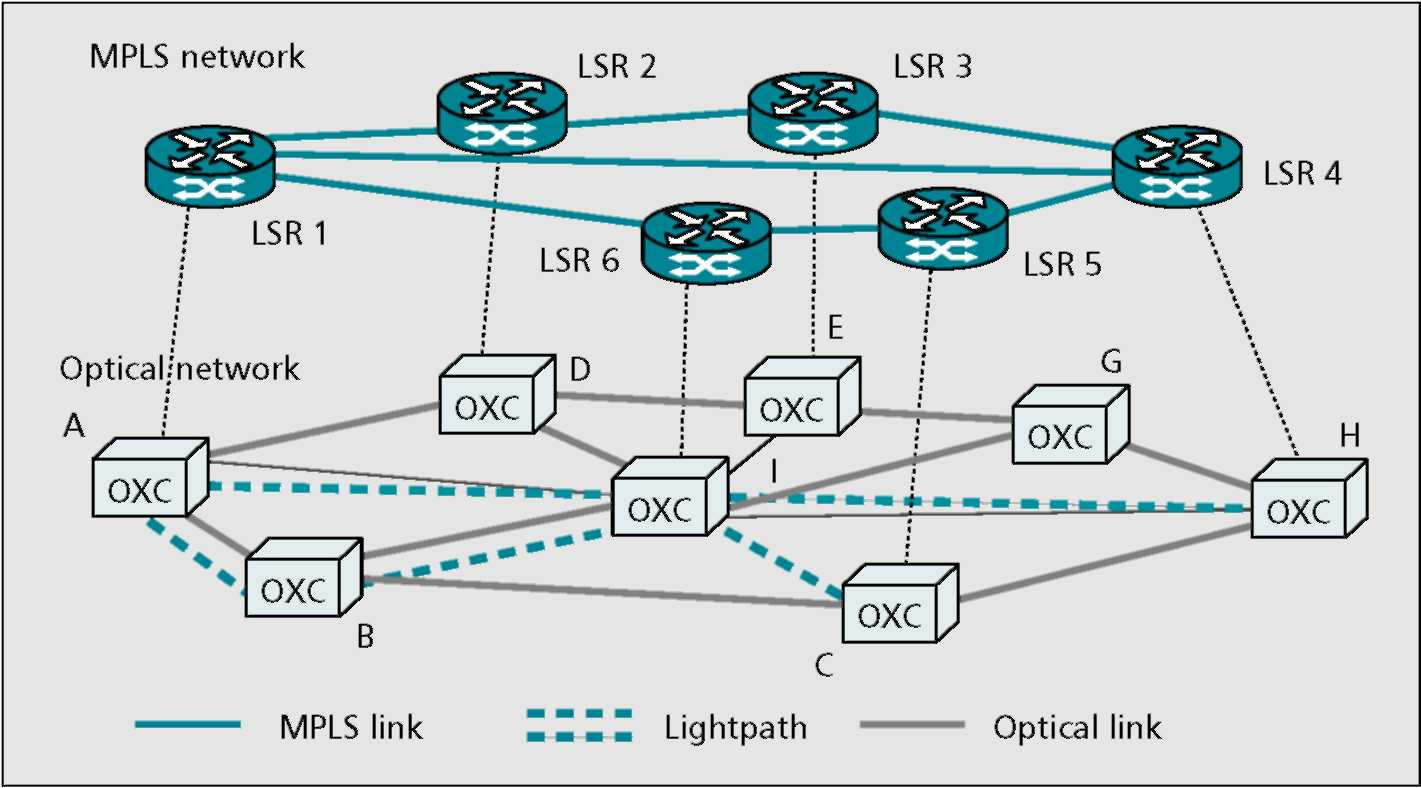 MPLS network
LSR 2
LSR 3
LSR 1
LSR 4
LSR 6
LSR 5
Optical network
E
D
G
A
H
OXC
OXC
OXC
OXC
I
OXC
OXC
OXC
OXC
OXC
B
C
MPLS link
Lightpath
Optical link